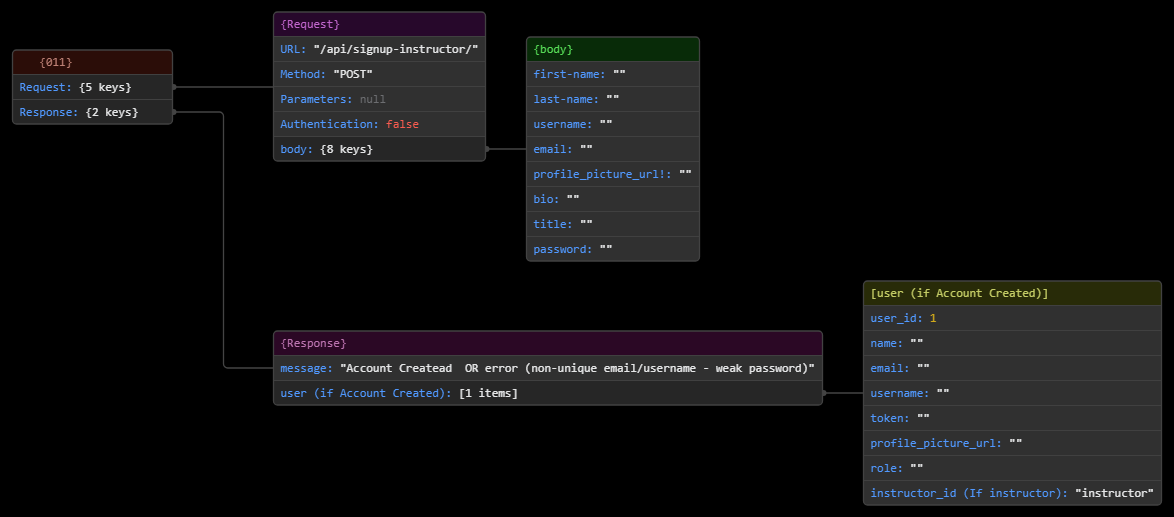 {011}
Request: {5 keys}
Response: {2 keys}
{Request}
URL: "/api/signup-instructor/"
Method: "POST"
Parameters: null
Authentication: false
body: {8 keys}
{body}
first-name: ""
last-name: ""
username: ""
email: ""
profile_picture_url!: ""
bio: ""
title: ""
password: ""
{Response}
message: "Account Createad  OR error (non-unique email/username - weak password)"
user (if Account Created): [1 items]
[user (if Account Created)]
user_id: 1
name: ""
email: ""
username: ""
token: ""
profile_picture_url: ""
role: ""
instructor_id (If instructor): "instructor"